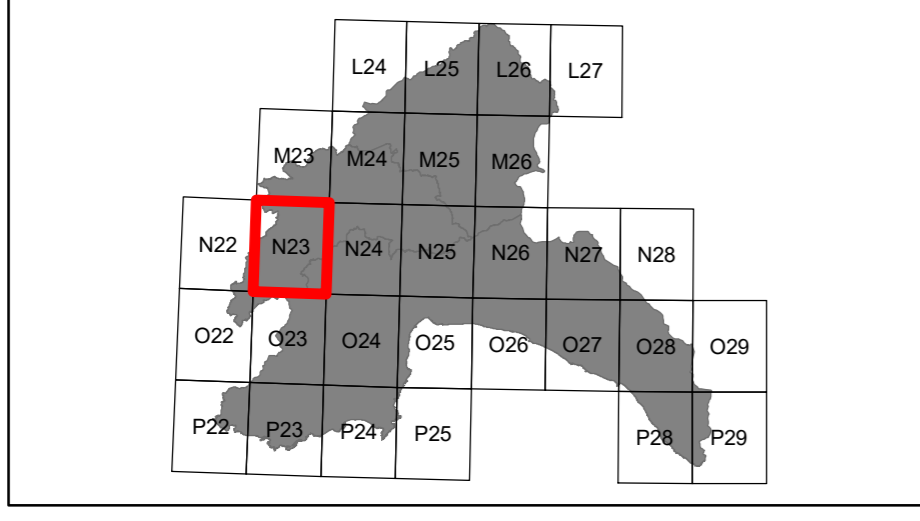 L24 L25 L26 L27
M23 M24 M25 M26
N22 N23 N24 N25 N26 N27 N28
O22 O23 O24 O25 O26 O27 O28 O29
P22 P23 P24 P25 P28 P29